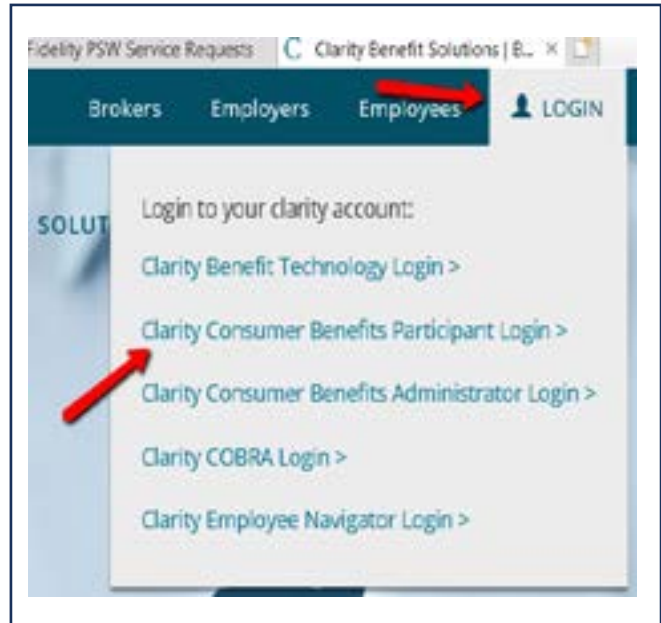 Fidelity PSW Service Requests C Clarity Benefit Solutions | B... ×
Brokers Employers Employees LOGIN
SOLUT
Login to your clarity account:
Clarity Benefit Technology Login >
Clarity Consumer Benefits Participant Login >
Clarity Consumer Benefits Administrator Login >
Clarity COBRA Login >
Clarity Employee Navigator Login >